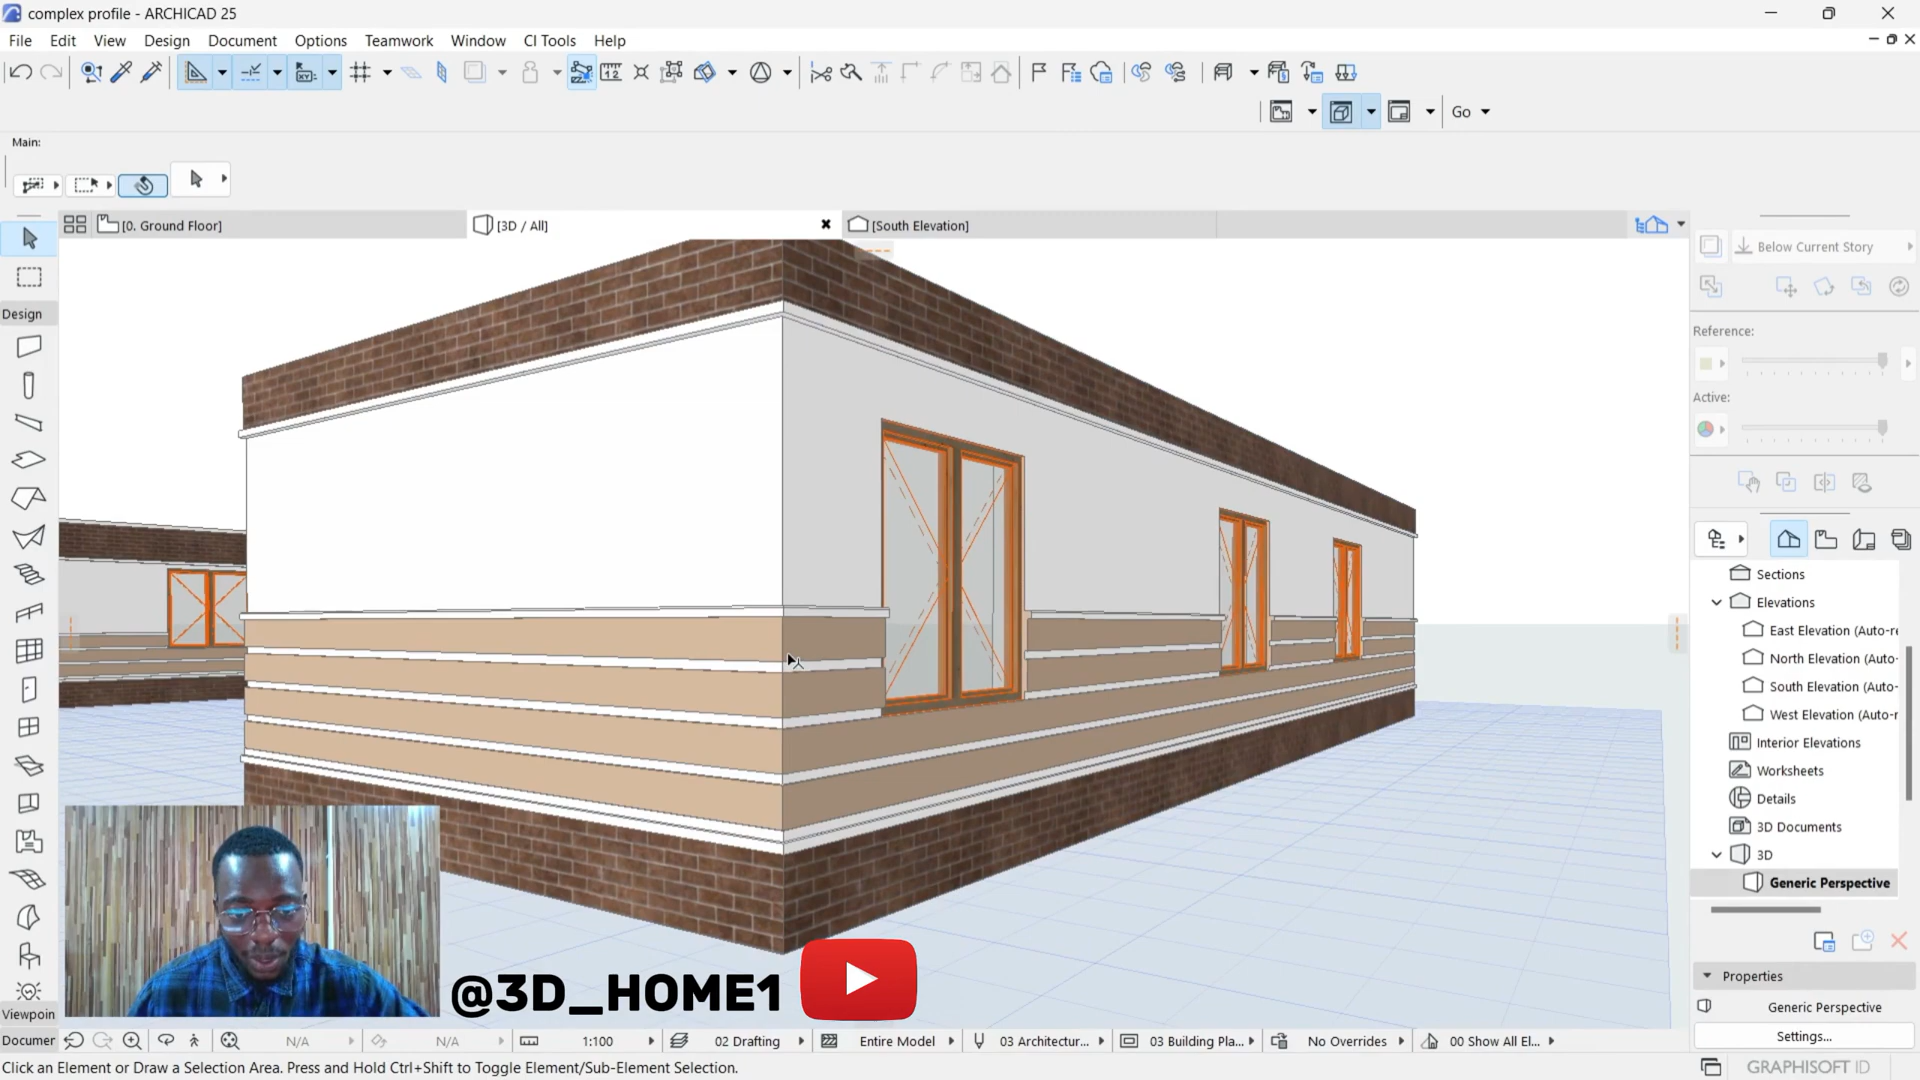 complex profile - ARCHICAD 25
File Edit View Design Document Options Teamwork Window CI Tools Help
Go
Main:
[0. Ground Floor] [3D / All] [South Elevation]
Below Current Story
Design
Reference:
Active:
Sections
Elevations
East Elevation (Auto-re
North Elevation (Auto-
South Elevation (Auto-
West Elevation (Auto-r
Interior Elevations
Worksheets
Details
3D Documents
3D
Generic Perspective
Properties
Generic Perspective
Settings...
@3D_HOME1
Viewpoin
Documer N/A N/A 1:100 02 Drafting Entire Model 03 Architectur... 03 Building Pla... No Overrides 00 Show All El...
Click an Element or Draw a Selection Area. Press and Hold Ctrl+Shift to Toggle Element/Sub-Element Selection.
GRAPHISOFT ID